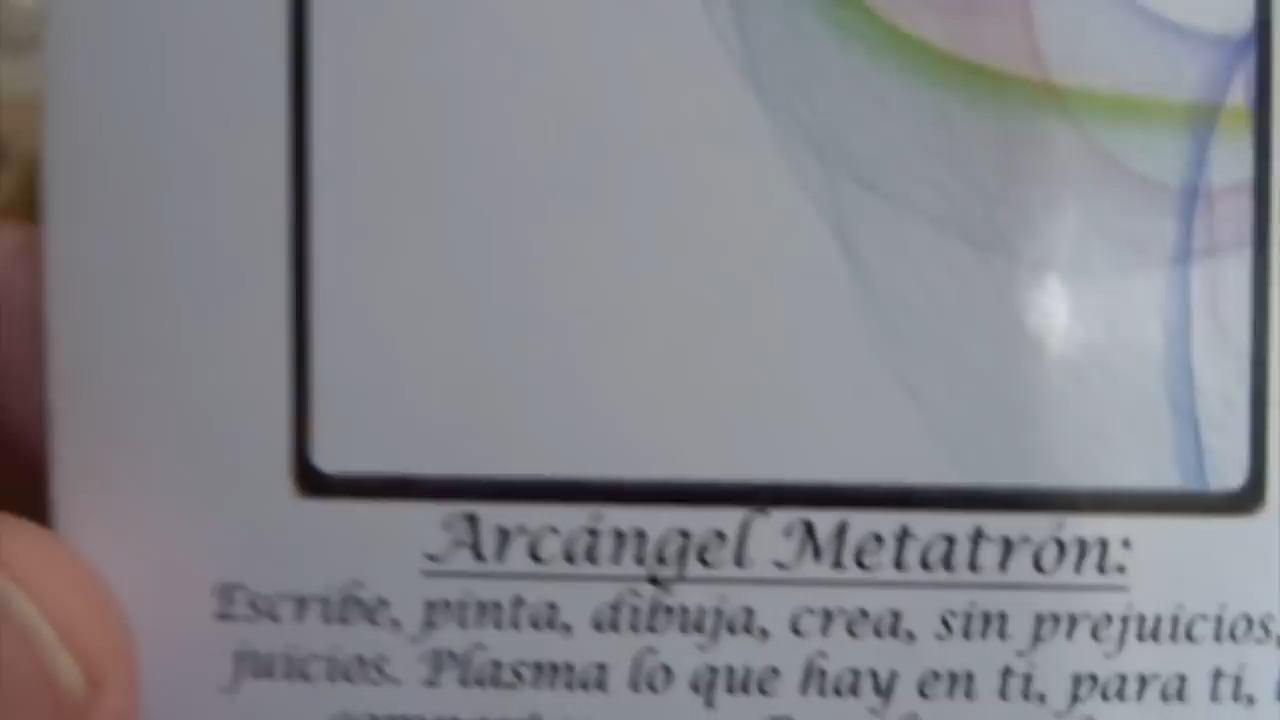 Arcángel Metatrón:
Escribe, pinta, dibuja, crea, sin prejuicios,
juicios. Plasma lo que hay en ti, para ti,